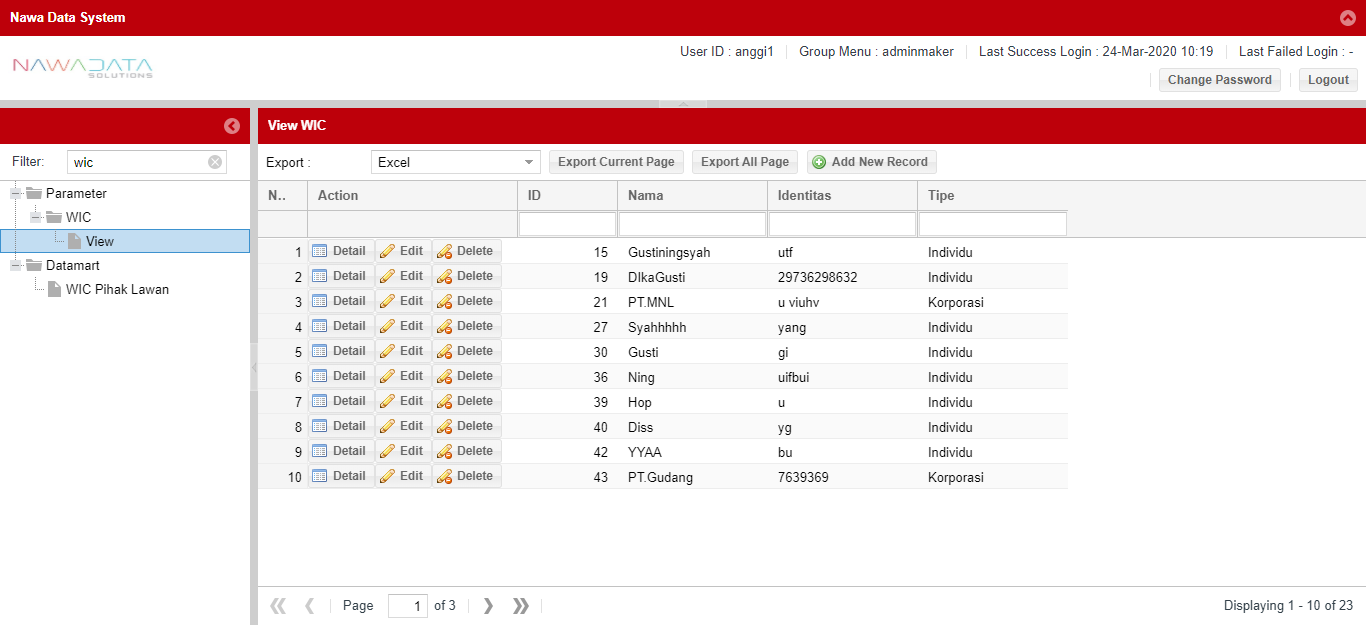 Nawa Data System
NAWADATA
SOLUTIONS
User ID : anggi1 Group Menu : adminmaker Last Success Login : 24-Mar-2020 10:19 Last Failed Login : -
Change Password Logout
View WIC
Filter: wic
Parameter
WIC
View
Datamart
WIC Pihak Lawan
Export : Excel Export Current Page Export All Page Add New Record
N.. Action ID Nama Identitas Tipe
1 Detail Edit Delete 15 Gustiningsyah utf Individu
2 Detail Edit Delete 19 DIkaGusti 29736298632 Individu
3 Detail Edit Delete 21 PT.MNL u viuhv Korporasi
4 Detail Edit Delete 27 Syahhhhh yang Individu
5 Detail Edit Delete 30 Gusti gi Individu
6 Detail Edit Delete 36 Ning uifbui Individu
7 Detail Edit Delete 39 Hop u Individu
8 Detail Edit Delete 40 Diss yg Individu
9 Detail Edit Delete 42 YYAA bu Individu
10 Detail Edit Delete 43 PT.Gudang 7639369 Korporasi
Page 1 of 3 Displaying 1 - 10 of 23